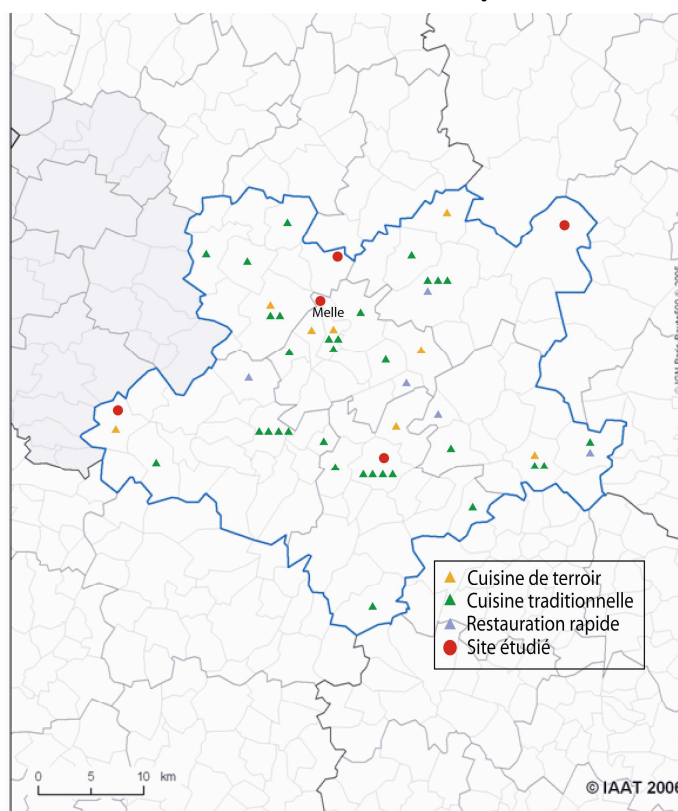 Melle
Cuisine de terroir
Cuisine traditionnelle
Restauration rapide
Site étudié
0 5 10 km
© IAAT 2006